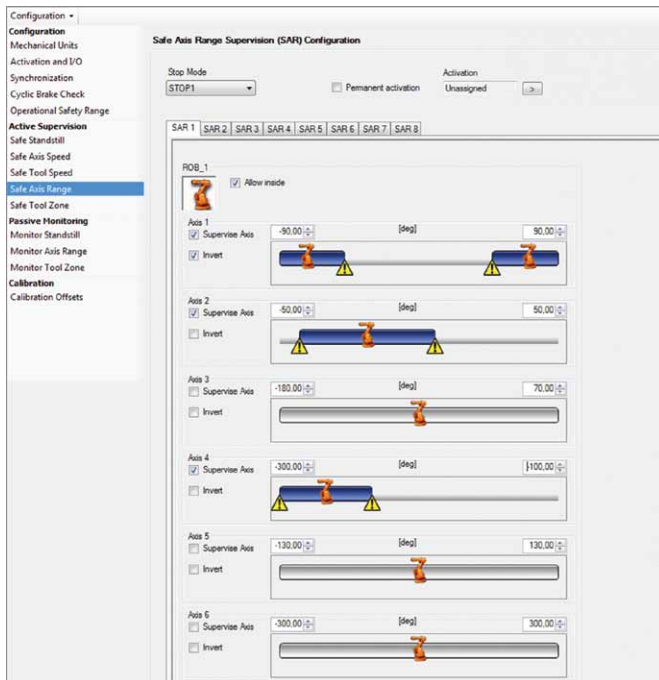 Configuration
Configuration
Mechanical Units
Activation and I/O
Synchronization
Cyclic Brake Check
Operational Safety Range
Active Supervision
Safe Standstill
Safe Axis Speed
Safe Tool Speed
Safe Axis Range
Safe Tool Zone
Passive Monitoring
Monitor Standstill
Monitor Axis Range
Monitor Tool Zone
Calibration
Calibration Offsets
Safe Axis Range Supervision (SAR) Configuration
Stop Mode
STOP1
Permanent activation
Activation
Unassigned >
SAR 1 SAR 2 SAR 3 SAR 4 SAR 5 SAR 6 SAR 7 SAR 8
ROB_1
Allow inside
Axis 1
Supervise Axis -90,00 [deg] 90,00
Invert
Axis 2
Supervise Axis -50,00 [deg] 50,00
Invert
Axis 3
Supervise Axis -180,00 [deg] 70,00
Invert
Axis 4
Supervise Axis -300,00 [deg] -100,00
Invert
Axis 5
Supervise Axis -130,00 [deg] 130,00
Invert
Axis 6
Supervise Axis -300,00 [deg] 300,00
Invert